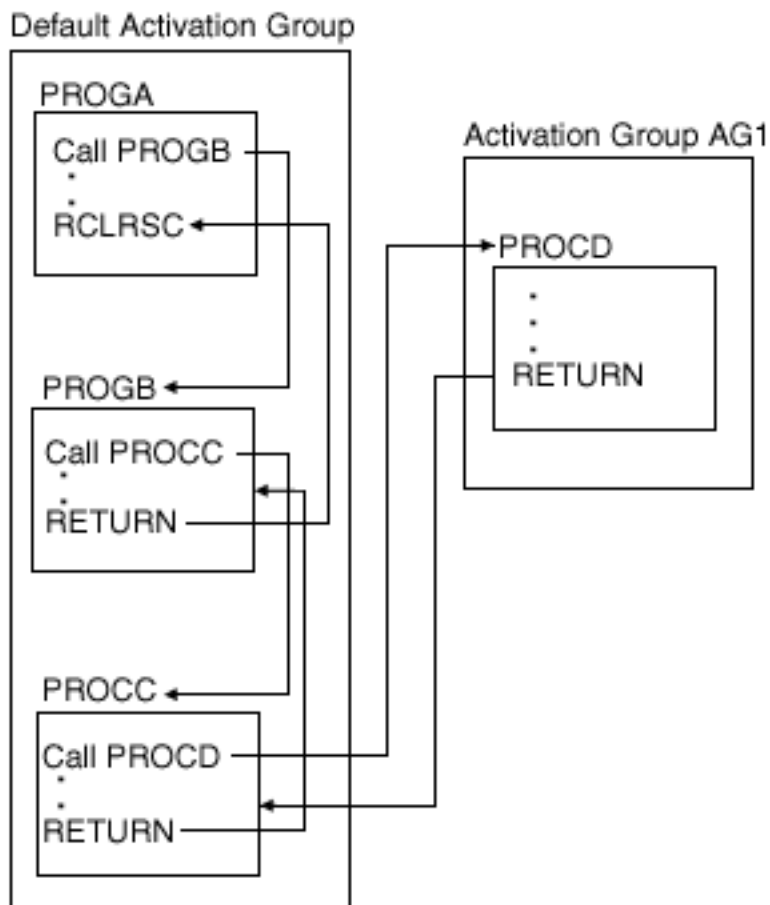 Default Activation Group
PROGA
Call PROGB
.
.
RCLRSC
PROGB
Call PROCC
.
.
RETURN
PROCC
Call PROCD
.
.
RETURN
Activation Group AG1
PROCD
.
.
.
RETURN